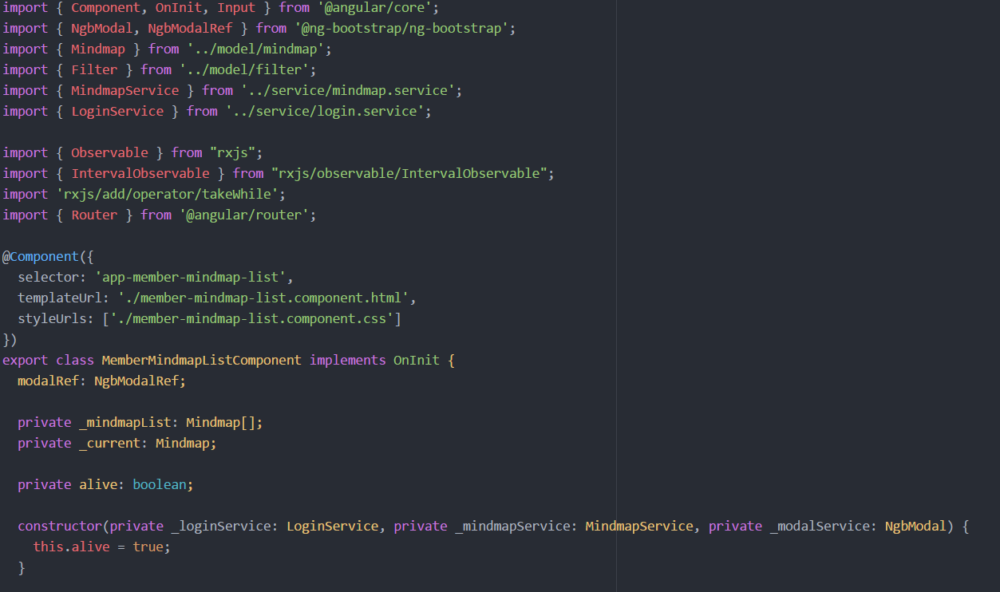 import { Component, OnInit, Input } from '@angular/core';
import { NgbModal, NgbModalRef } from '@ng-bootstrap/ng-bootstrap';
import { Mindmap } from '../model/mindmap';
import { Filter } from '../model/filter';
import { MindmapService } from '../service/mindmap.service';
import { LoginService } from '../service/login.service';

import { Observable } from "rxjs";
import { IntervalObservable } from "rxjs/observable/IntervalObservable";
import 'rxjs/add/operator/takeWhile';
import { Router } from '@angular/router';

@Component({
  selector: 'app-member-mindmap-list',
  templateUrl: './member-mindmap-list.component.html',
  styleUrls: ['./member-mindmap-list.component.css']
})
export class MemberMindmapListComponent implements OnInit {
  modalRef: NgbModalRef;

  private _mindmapList: Mindmap[];
  private _current: Mindmap;

  private alive: boolean;

  constructor(private _loginService: LoginService, private _mindmapService: MindmapService, private _modalService: NgbModal) {
    this.alive = true;
  }